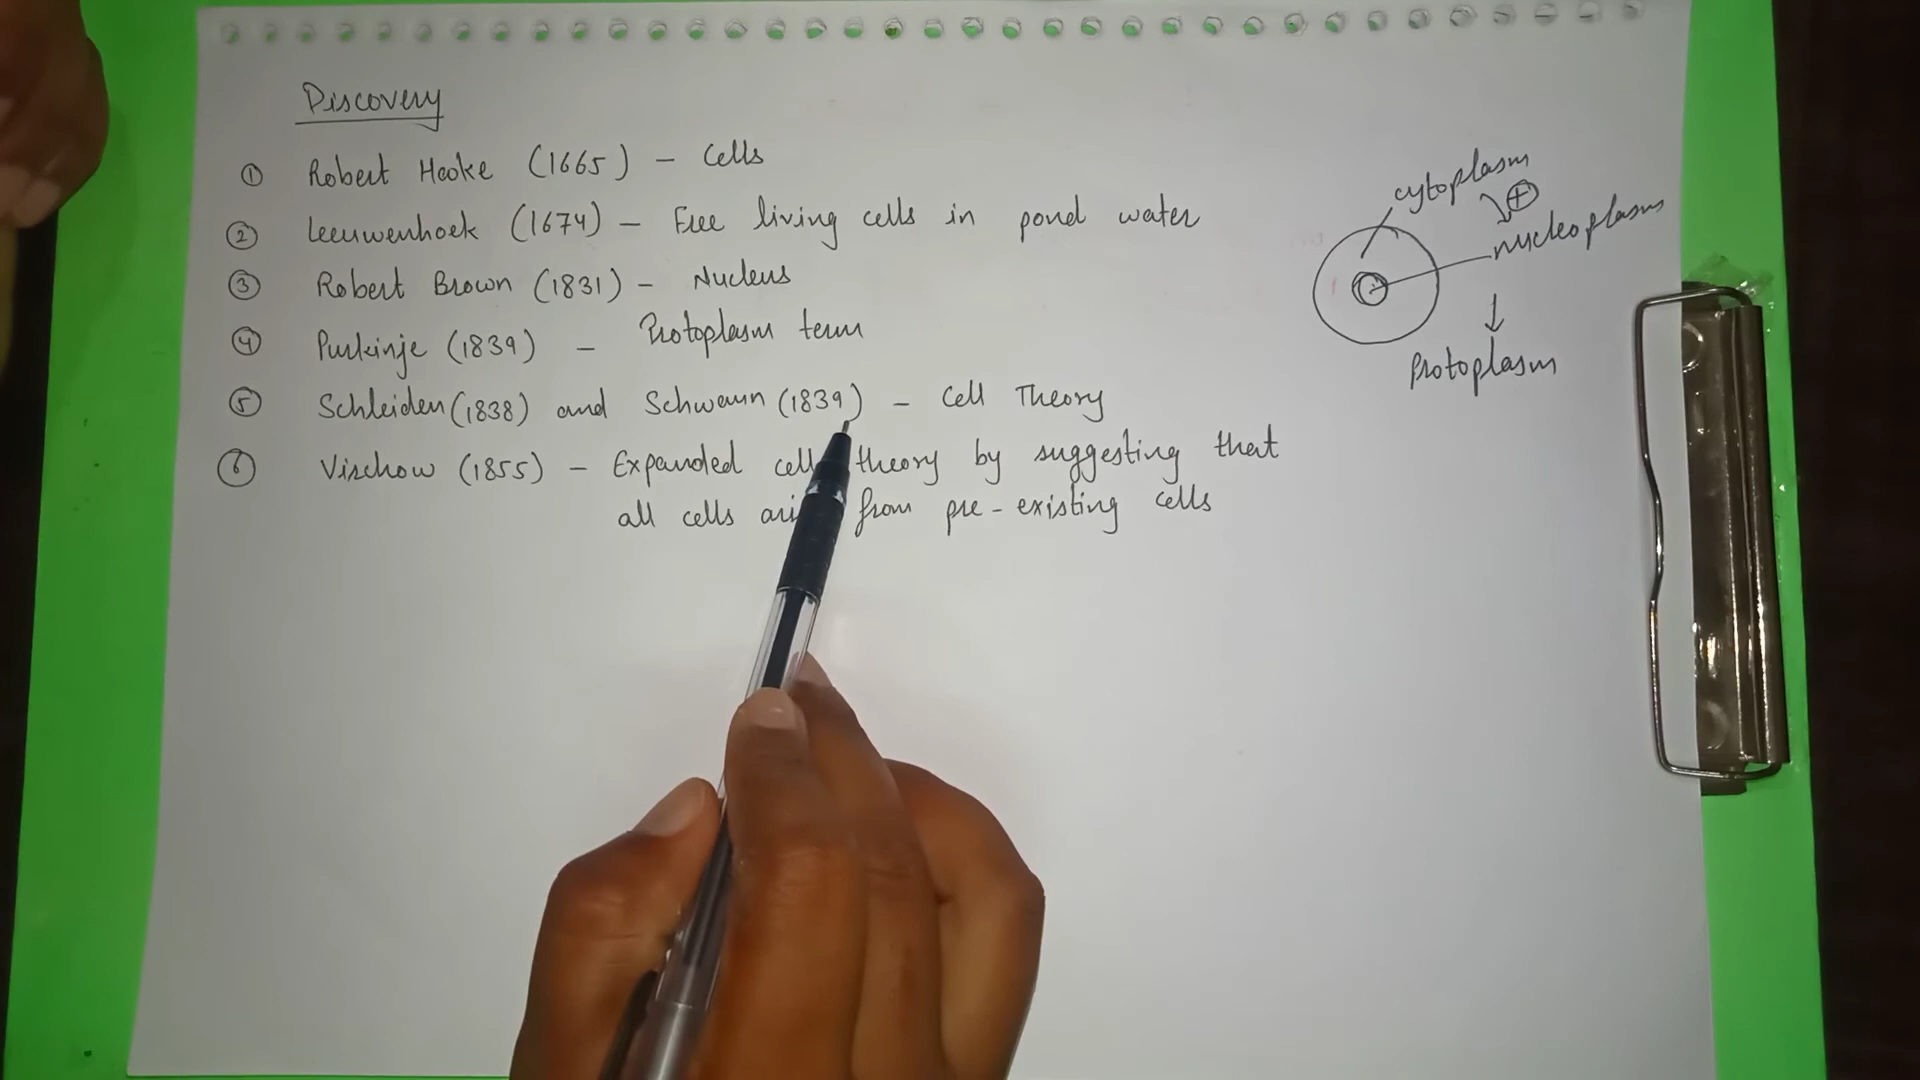 Discovery
① Robert Hooke (1665) - Cells
② Leeuwenhoek (1674) - Free living cells in pond water
③ Robert Brown (1831) - Nucleus
④ Purkinje (1839) - Protoplasm term
⑤ Schleiden (1838) and Schwann (1839) - Cell Theory
⑥ Virchow (1855) - Expanded cell theory by suggesting that
all cells from pre-existing cells
cytoplasm
+
nucleoplasm
Protoplasm